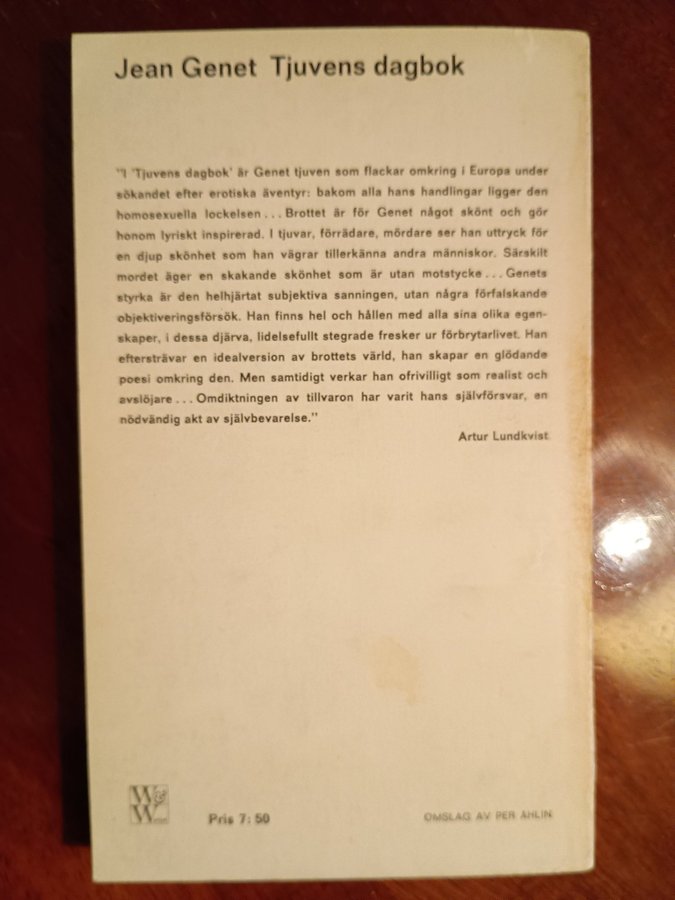 Jean Genet Tjuvens dagbok
"I 'Tjuvens dagbok' är Genet tjuven som flackar omkring i Europa under
sökandet efter erotiska äventyr: bakom alla hans handlingar ligger den
homosexuella lockelsen... Brottet är för Genet något skönt och gör
honom lyriskt inspirerad. I tjuvar, förrädare, mördare ser han uttryck för
en djup skönhet som han vägrar tillerkänna andra människor. Särskilt
mordet äger en skakande skönhet som är utan motstycke... Genets
styrka är den helhjärtat subjektiva sanningen, utan några förfalskande
objektiveringsförsök. Han finns hel och hållen med alla sina olika egen-
skaper, i dessa djärva, lidelsefullt stegrade fresker ur förbrytarlivet. Han
eftersträvar en idealversion av brottets värld, han skapar en glödande
poesi omkring den. Men samtidigt verkar han ofrivilligt som realist och
avslöjare... Omdiktningen av tillvaron har varit hans självförsvar, en
nödvändig akt av självbevarelse."
Artur Lundkvist
W&
W
Pris 7:50
OMSLAG AV PER ÅHLIN